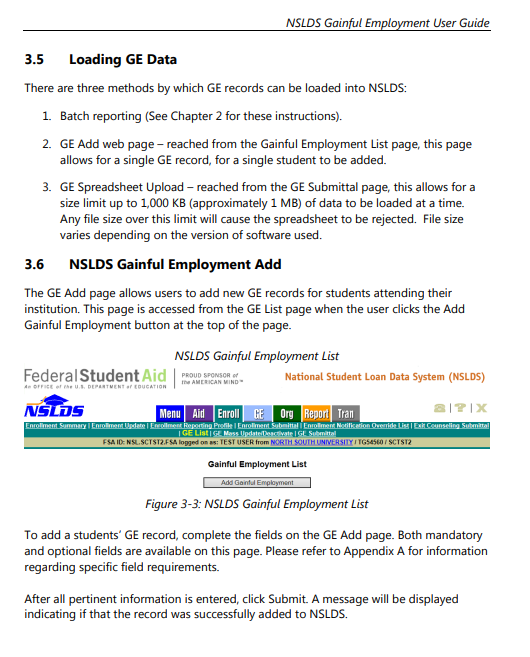 NSLDS Gainful Employment User Guide
3.5 Loading GE Data
There are three methods by which GE records can be loaded into NSLDS:
1. Batch reporting (See Chapter 2 for these instructions).
2. GE Add web page – reached from the Gainful Employment List page, this page
allows for a single GE record, for a single student to be added.
3. GE Spreadsheet Upload – reached from the GE Submittal page, this allows for a
size limit up to 1,000 KB (approximately 1 MB) of data to be loaded at a time.
Any file size over this limit will cause the spreadsheet to be rejected. File size
varies depending on the version of software used.
3.6 NSLDS Gainful Employment Add
The GE Add page allows users to add new GE records for students attending their
institution. This page is accessed from the GE List page when the user clicks the Add
Gainful Employment button at the top of the page.
NSLDS Gainful Employment List
Federal Student Aid
An OFFICE of the U.S. DEPARTMENT of EDUCATION
PROUD SPONSOR of
the AMERICAN MIND™
National Student Loan Data System (NSLDS)
NSLDS
Menu Aid Enroll GE Org Report Tran
Enrollment Summary | Enrollment Update | Enrollment Reporting Profile | Enrollment Submittal | Enrollment Notification Override List | Exit Counseling Submittal
| GE List | GE Mass Update/Deactivate | GE Submittal
FSA ID: NSL.SCTST2.FSA logged on as: TEST USER from NORTH SOUTH UNIVERSITY / TG54560 / SCTST2
Gainful Employment List
Add Gainful Employment
Figure 3-3: NSLDS Gainful Employment List
To add a students' GE record, complete the fields on the GE Add page. Both mandatory
and optional fields are available on this page. Please refer to Appendix A for information
regarding specific field requirements.
After all pertinent information is entered, click Submit. A message will be displayed
indicating if that the record was successfully added to NSLDS.